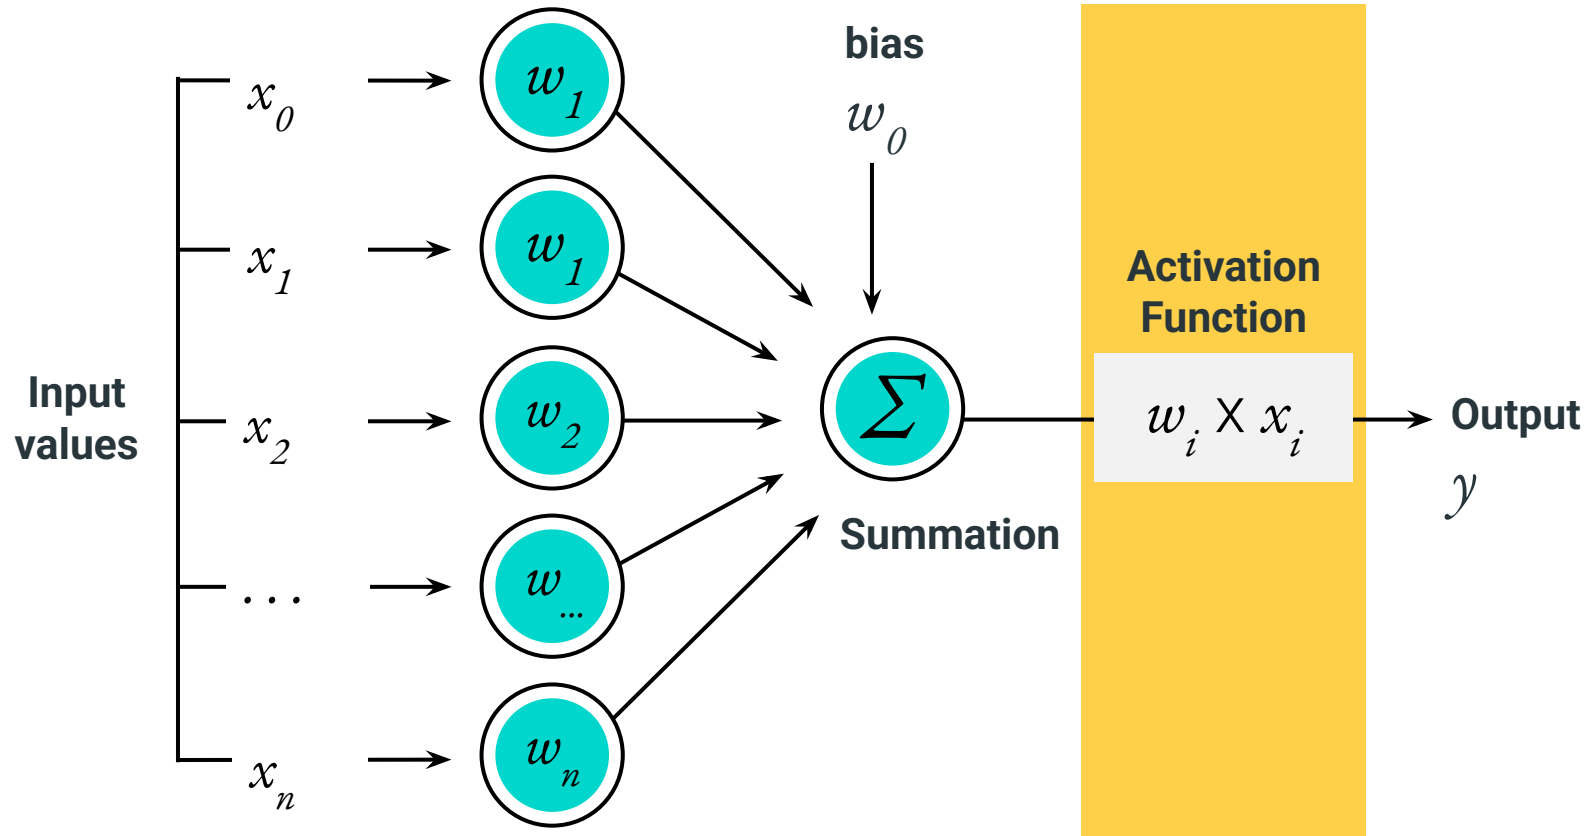 Input
values
x₀
x₁
x₂
...
xₙ
w₁
w₁
w₂
w...
wₙ
bias
w₀
Σ
Summation
Activation
Function
wᵢ X xᵢ
Output
y